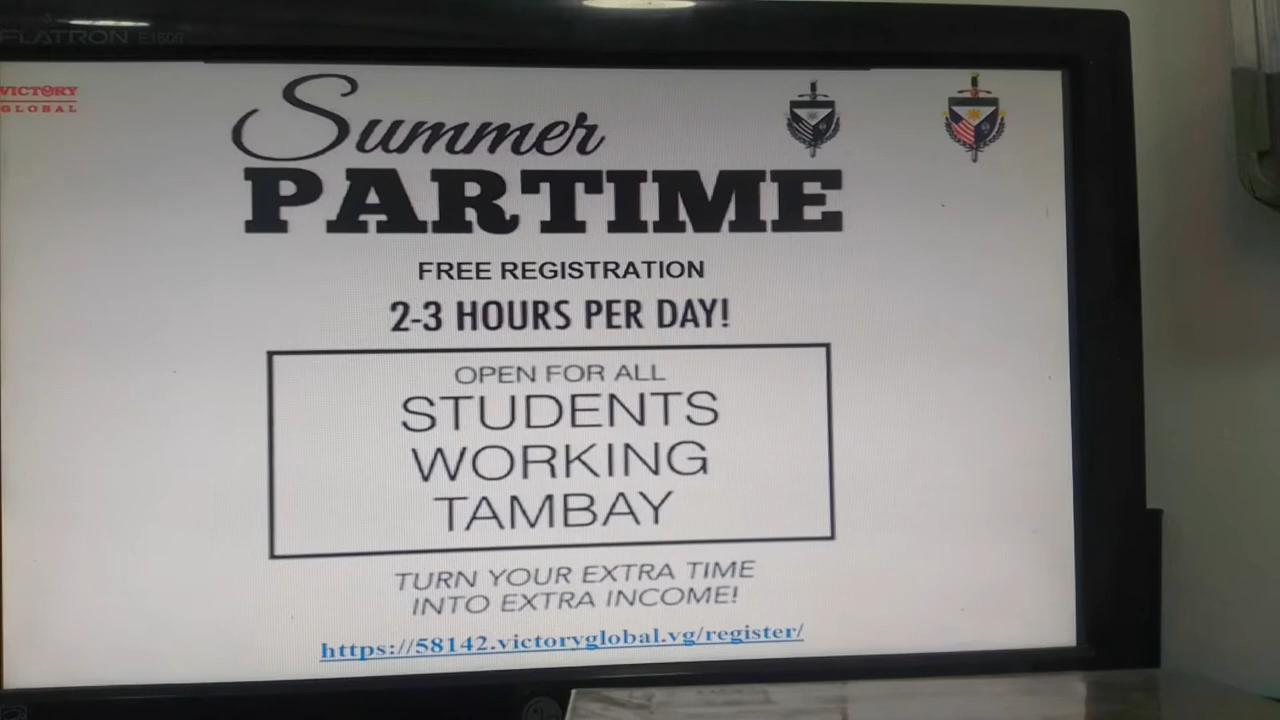 FLATRON E1606
VICTORY
GLOBAL
Summer
PARTIME
FREE REGISTRATION
2-3 HOURS PER DAY!
OPEN FOR ALL
STUDENTS
WORKING
TAMBAY
TURN YOUR EXTRA TIME
INTO EXTRA INCOME!
https://58142.victoryglobal.vg/register/